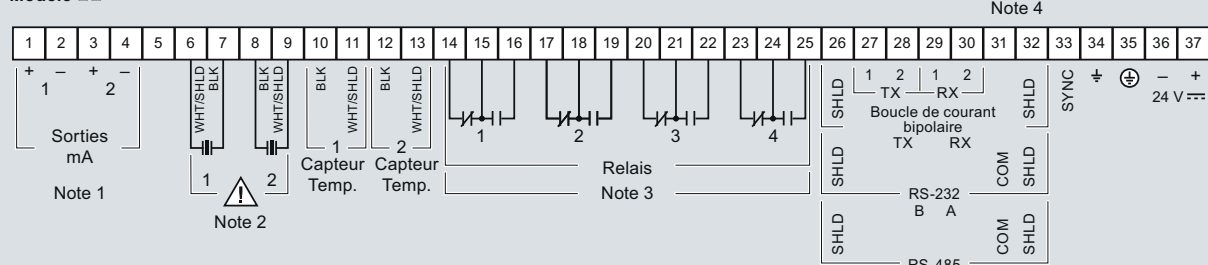 Note 4
1 2 3 4 5 6 7 8 9 10 11 12 13 14 15 16 17 18 19 20 21 22 23 24 25 26 27 28 29 30 31 32 33 34 35 36 37
+ – + –
1 2
Sorties
mA
Note 1
WHT/SHLD
BLK
BLK
WHT/SHLD
1 2
Note 2
BLK
WHT/SHLD
1
Capteur
Temp.
BLK
WHT/SHLD
2
Capteur
Temp.
1 2 3 4
Relais
Note 3
SHLD
1 2 1 2
TX RX
SHLD
Boucle de courant
bipolaire
SYNC
– +
24 V
SHLD
TX RX
COM
SHLD
RS-232
SHLD
B A
COM
SHLD
RS-485